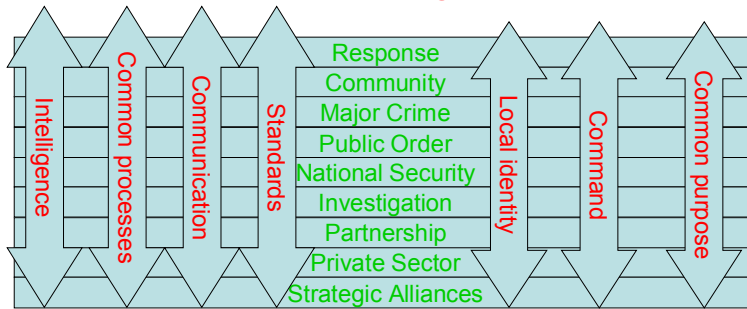 Intelligence
Common processes
Communication
Standards
Response
Community
Major Crime
Public Order
National Security
Investigation
Partnership
Private Sector
Strategic Alliances
Local identity
Command
Common purpose